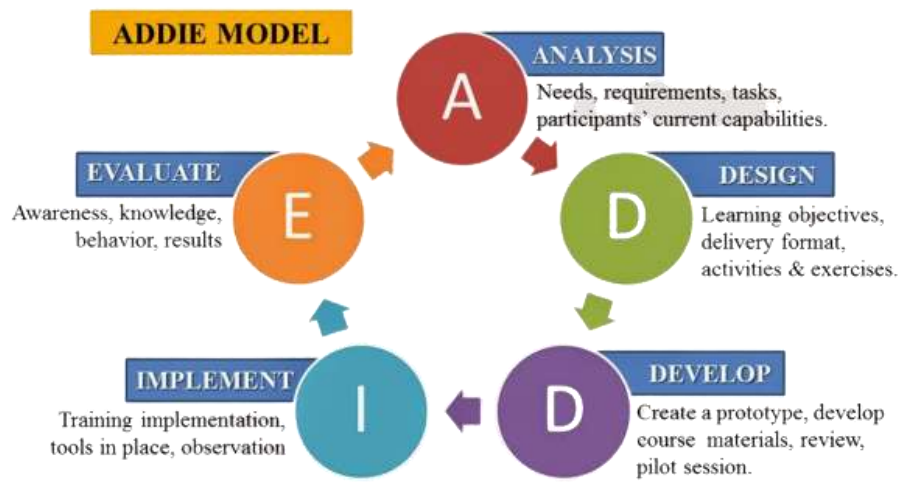 ADDIE MODEL
A
ANALYSIS
Needs, requirements, tasks,
participants’ current capabilities.
D
DESIGN
Learning objectives,
delivery format,
activities & exercises.
D
DEVELOP
Create a prototype, develop
course materials, review,
pilot session.
I
IMPLEMENT
Training implementation,
tools in place, observation
E
EVALUATE
Awareness, knowledge,
behavior, results